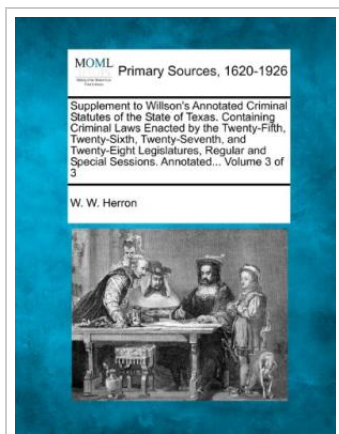 MOML
Primary Sources, 1620-1926
Supplement to Willson's Annotated Criminal
Statutes of the State of Texas. Containing
Criminal Laws Enacted by the Twenty-Fifth,
Twenty-Sixth, Twenty-Seventh, and
Twenty-Eight Legislatures, Regular and
Special Sessions. Annotated... Volume 3 of
3
W. W. Herron